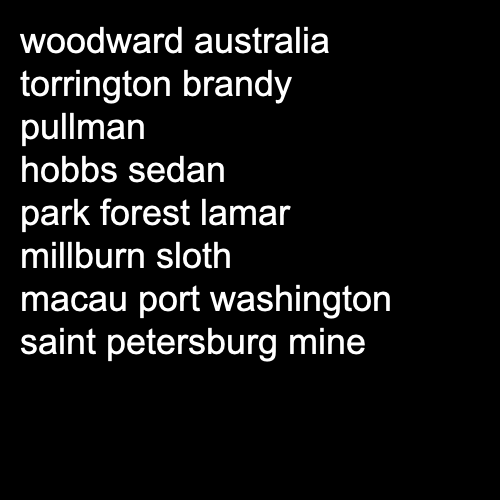 woodward australia
torrington brandy
pullman
hobbs sedan
park forest lamar
millburn sloth
macau port washington
saint petersburg mine